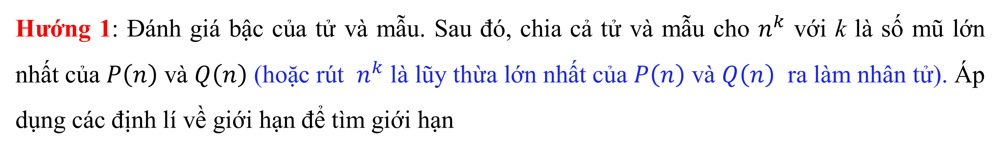 Hướng 1: Đánh giá bậc của tử và mẫu. Sau đó, chia cả tử và mẫu cho n^k với k là số mũ lớn
nhất của P(n) và Q(n) (hoặc rút n^k là lũy thừa lớn nhất của P(n) và Q(n) ra làm nhân tử). Áp
dụng các định lí về giới hạn để tìm giới hạn